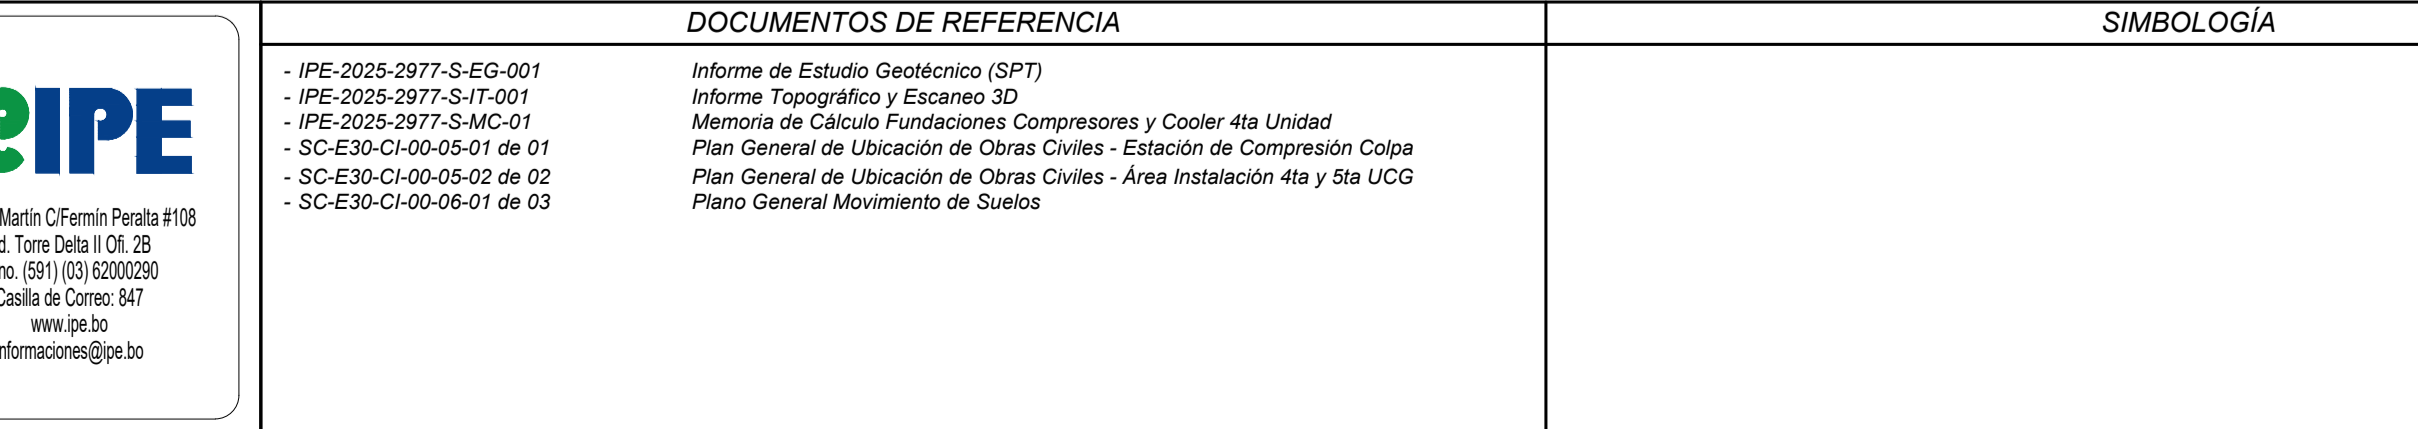 DOCUMENTOS DE REFERENCIA
SIMBOLOGÍA
IPE
Martín C/Fermín Peralta #108
d. Torre Delta II Ofi. 2B
no. (591) (03) 62000290
Casilla de Correo: 847
www.ipe.bo
nformaciones@ipe.bo
- IPE-2025-2977-S-EG-001 Informe de Estudio Geotécnico (SPT)
- IPE-2025-2977-S-IT-001 Informe Topográfico y Escaneo 3D
- IPE-2025-2977-S-MC-01 Memoria de Cálculo Fundaciones Compresores y Cooler 4ta Unidad
- SC-E30-CI-00-05-01 de 01 Plan General de Ubicación de Obras Civiles - Estación de Compresión Colpa
- SC-E30-CI-00-05-02 de 02 Plan General de Ubicación de Obras Civiles - Área Instalación 4ta y 5ta UCG
- SC-E30-CI-00-06-01 de 03 Plano General Movimiento de Suelos